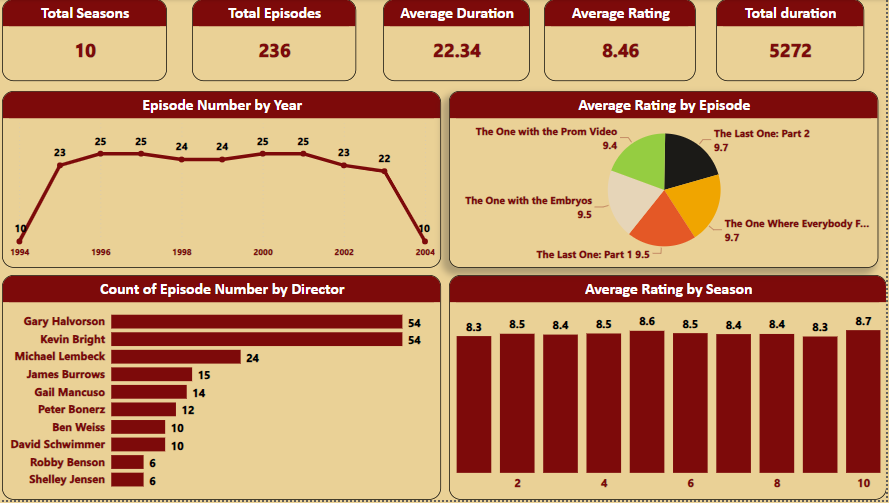 Total Seasons
10
Total Episodes
236
Average Duration
22.34
Average Rating
8.46
Total duration
5272
Episode Number by Year
10
23
25
25
24
24
25
25
23
22
10
1994
1996
1998
2000
2002
2004
Average Rating by Episode
The One with the Prom Video
9.4
The Last One: Part 2
9.7
The One with the Embryos
9.5
The One Where Everybody F...
9.7
The Last One: Part 1 9.5
Count of Episode Number by Director
Gary Halvorson 54
Kevin Bright 54
Michael Lembeck 24
James Burrows 15
Gail Mancuso 14
Peter Bonerz 12
Ben Weiss 10
David Schwimmer 10
Robby Benson 6
Shelley Jensen 6
Average Rating by Season
8.3
8.5
8.4
8.5
8.6
8.5
8.4
8.4
8.3
8.7
2
4
6
8
10